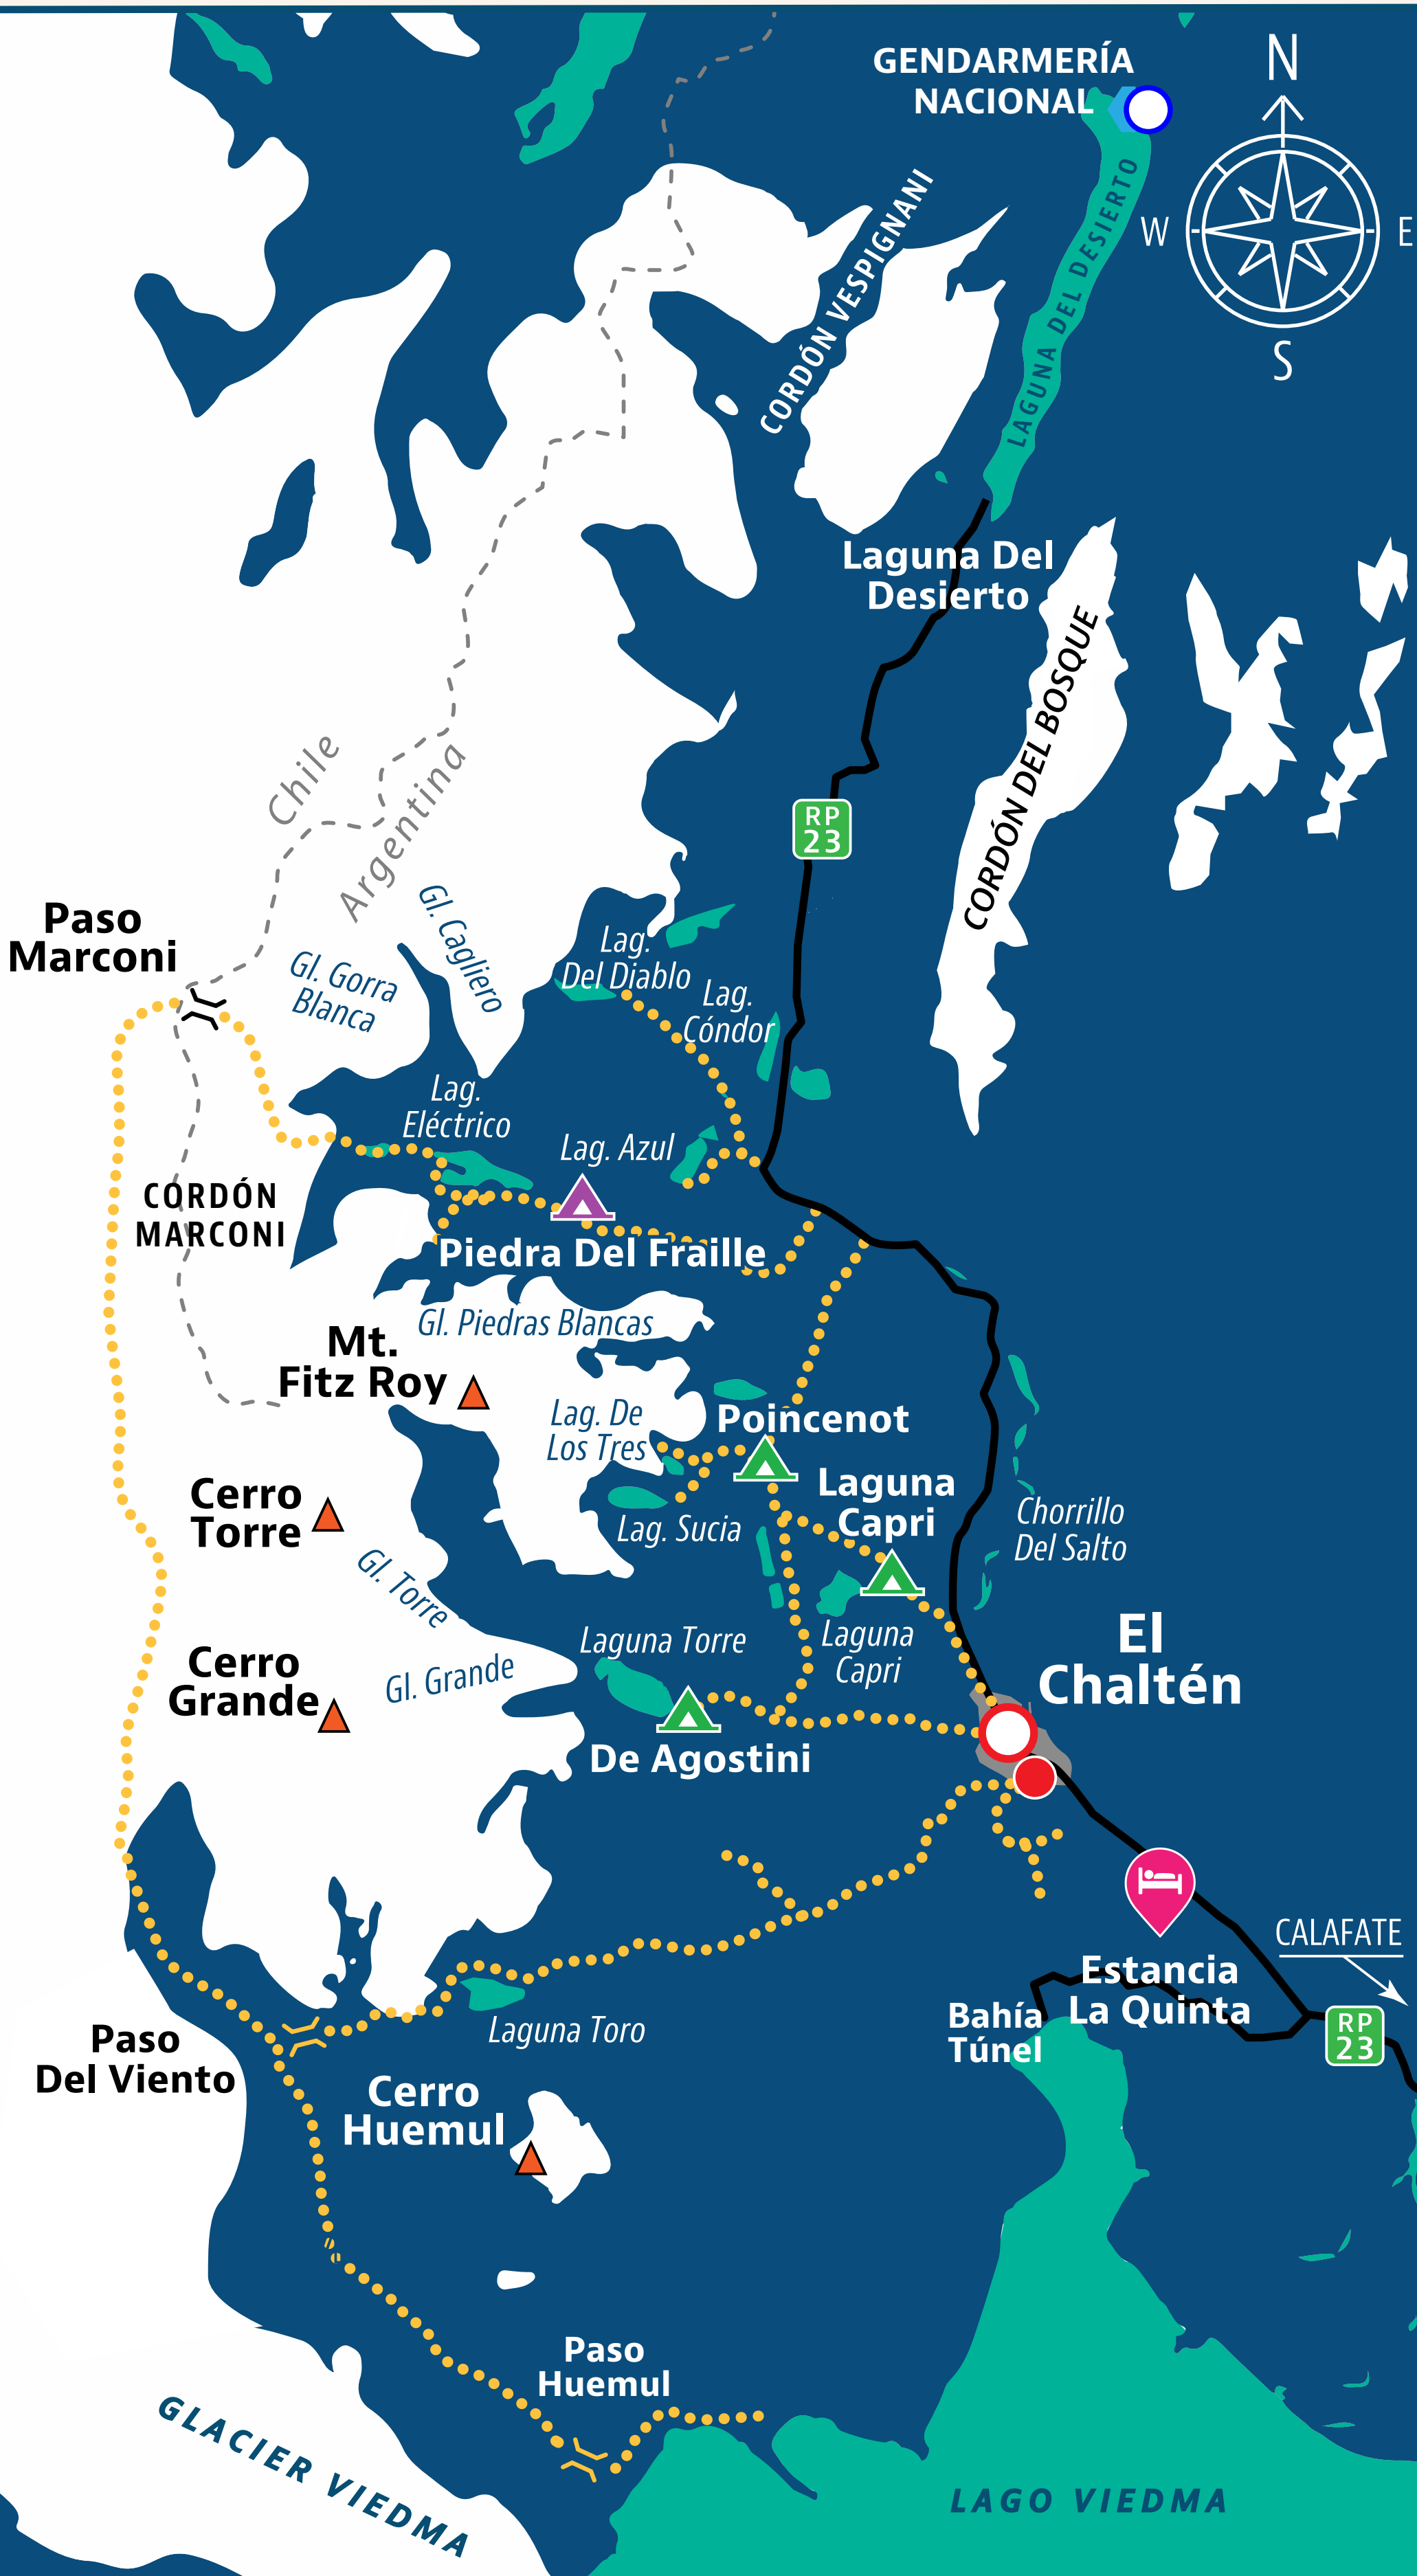 GENDARMERÍA
NACIONAL
N
W
E
S
CORDÓN VESPIGNANI
LAGUNA DEL DESIERTO
Laguna Del
Desierto
CORDÓN DEL BOSQUE
Chile
Argentina
RP
23
Paso
Marconi
Gl. Gorra
Blanca
Gl. Cagliero
Lag.
Del Diablo
Lag.
Cóndor
Lag.
Eléctrico
Lag. Azul
CORDÓN
MARCONI
Piedra Del Fraille
Gl. Piedras Blancas
Mt.
Fitz Roy
Lag. De
Los Tres
Poincenot
Cerro
Torre
Laguna
Capri
Lag. Sucia
Chorrillo
Del Salto
Gl. Torre
Laguna Torre
Laguna
Capri
El
Chaltén
Cerro
Grande
Gl. Grande
De Agostini
CALAFATE
Estancia
La Quinta
Bahía
Túnel
RP
23
Laguna Toro
Paso
Del Viento
Cerro
Huemul
Paso
Huemul
GLACIER VIEDMA
LAGO VIEDMA